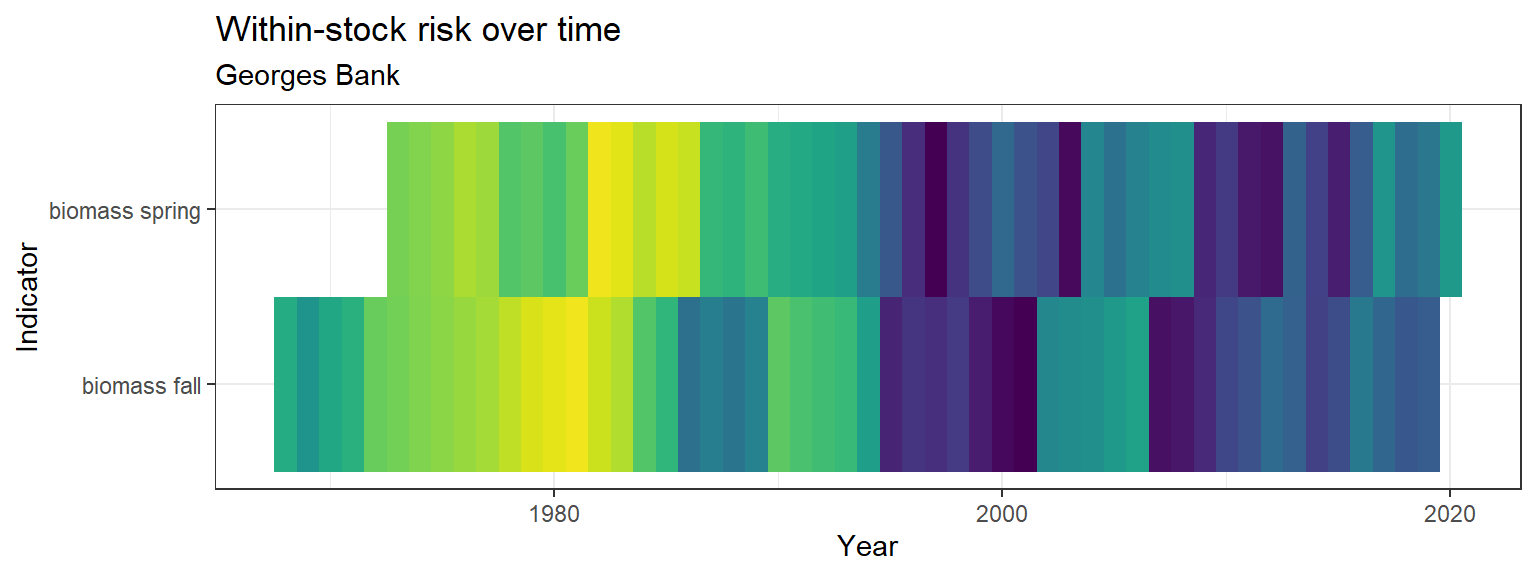 Within-stock risk over time
Georges Bank
Indicator
biomass spring
biomass fall
1980
2000
2020
Year